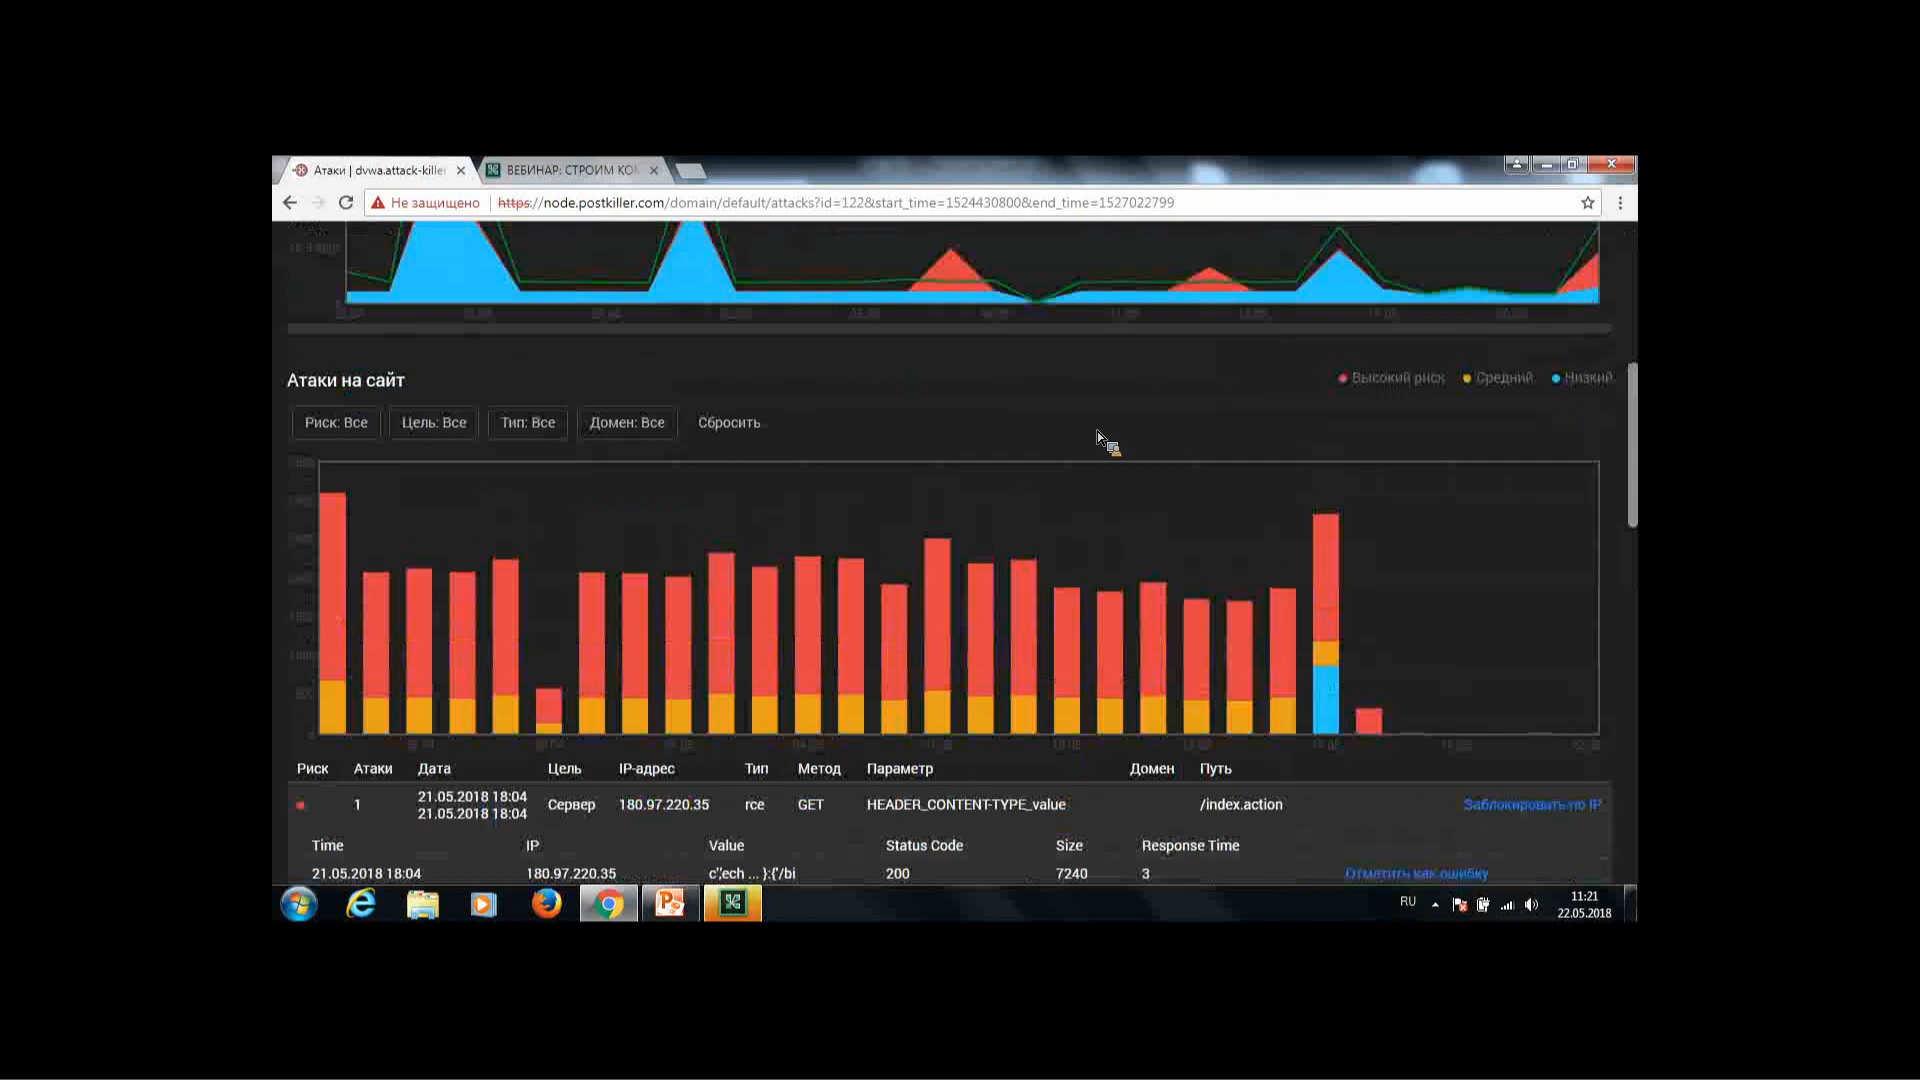 Атаки | dvwa.attack-kille
ВЕБИНАР: СТРОИМ КОМ
Не защищено
https://node.postkiller.com/domain/default/attacks?id=122&start_time=1524430800&end_time=1527022799
Атаки на сайт
Высокий риск
Средний
Низкий
Риск: Все
Цель: Все
Тип: Все
Домен: Все
Сбросить
Риск Атаки Дата Цель IP-адрес Тип Метод Параметр Домен Путь
1 21.05.2018 18:04 Сервер 180.97.220.35 rce GET HEADER_CONTENT-TYPE_value /index.action Заблокировать по IP
21.05.2018 18:04
Time IP Value Status Code Size Response Time
21.05.2018 18:04 180.97.220.35 c'',ech ... }:{'/bi 200 7240 3 Отметить как ошибку
RU
11:21
22.05.2018